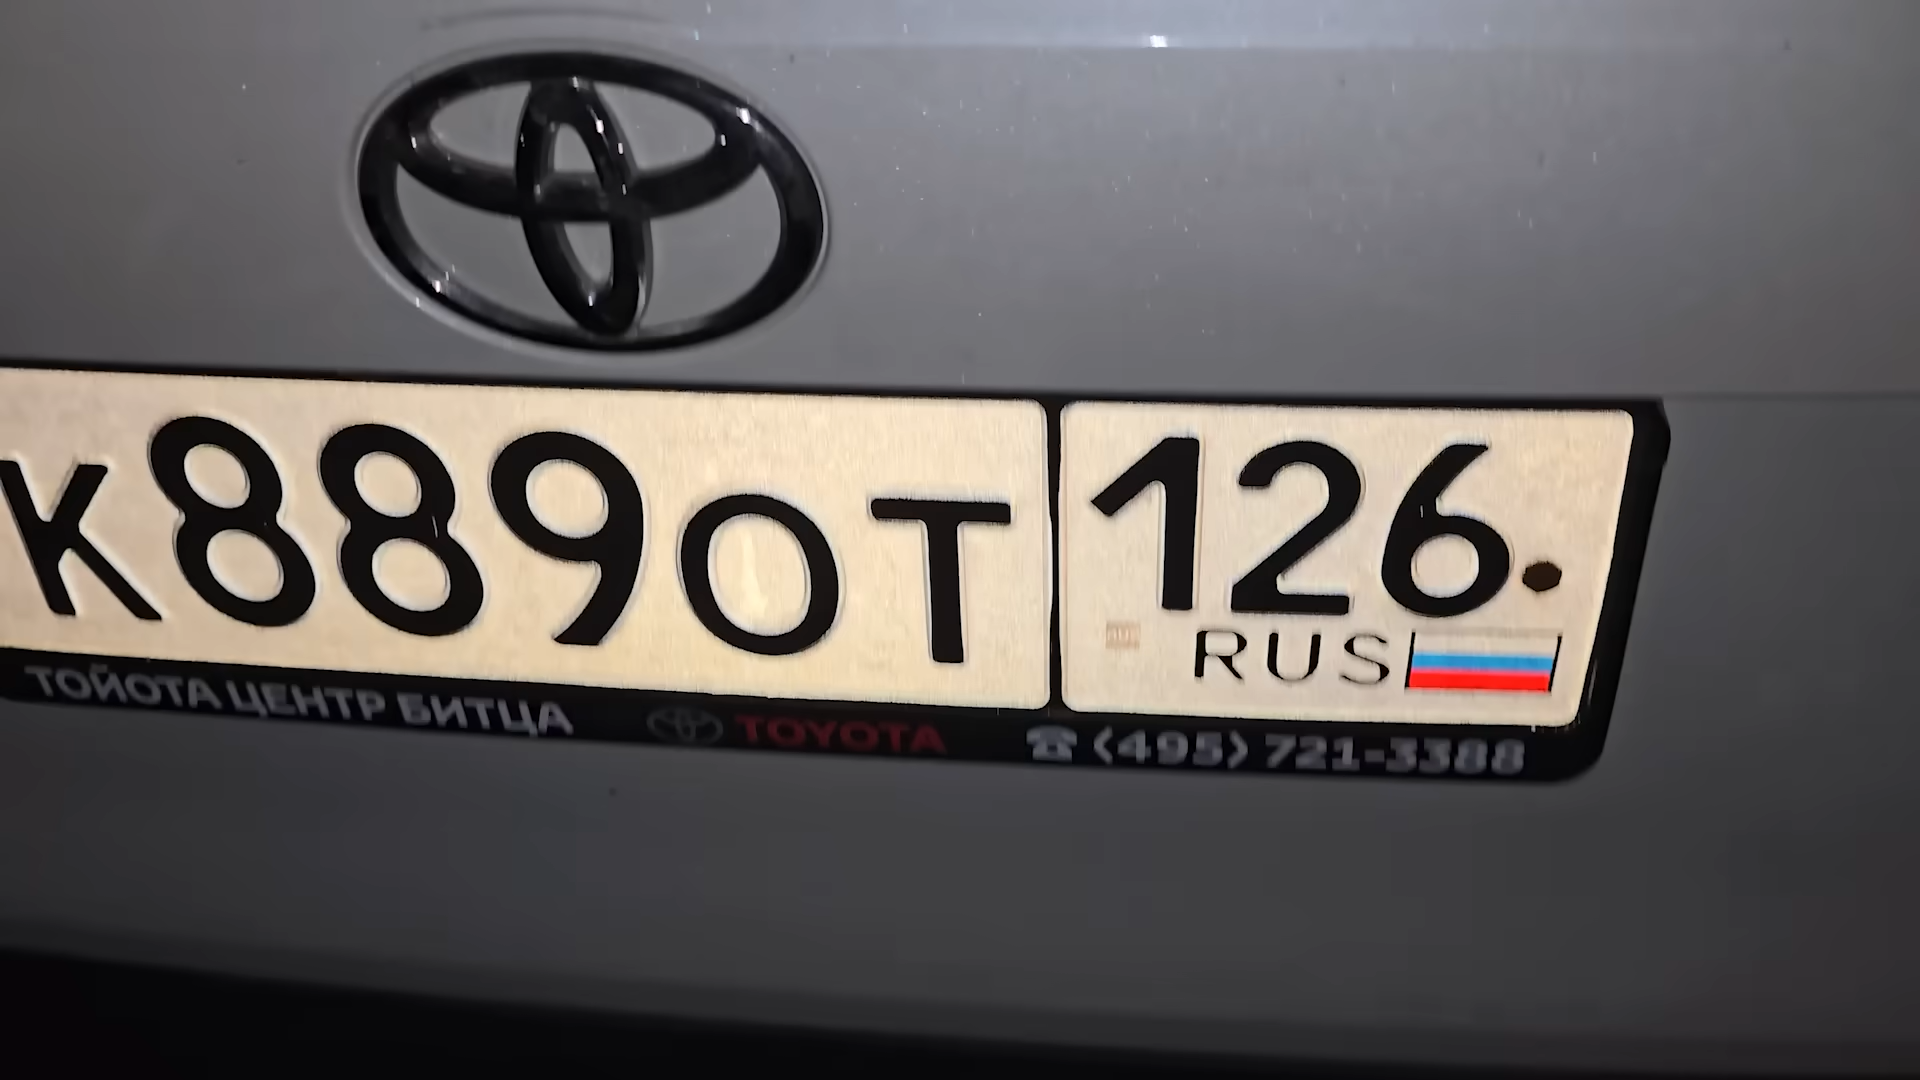 К889ОТ 126
RUS
ТОЙОТА ЦЕНТР БИТЦА TOYOTA ☎ (495) 721-3388